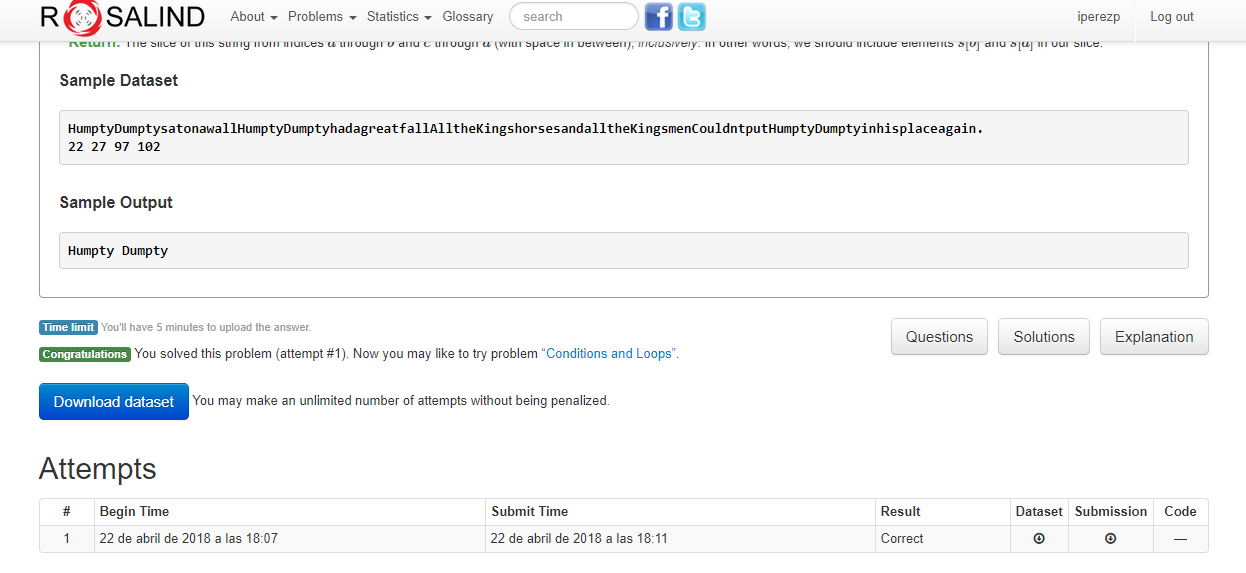 ROSALIND About Problems Statistics Glossary search iperezp Log out
Return: The slice of this string from indices a through b and c through d (with space in between), inclusively. In other words, we should include elements s[b] and s[d] in our slice.
Sample Dataset
HumptyDumptysatonawallHumptyDumptyhadagreatfallAlltheKingshorsesandalltheKingsmenCouldntputHumptyDumptyinhisplaceagain.
22 27 97 102
Sample Output
Humpty Dumpty
Time limit You'll have 5 minutes to upload the answer.
Questions Solutions Explanation
Congratulations You solved this problem (attempt #1). Now you may like to try problem “Conditions and Loops”.
Download dataset You may make an unlimited number of attempts without being penalized.
Attempts
# Begin Time Submit Time Result Dataset Submission Code
1 22 de abril de 2018 a las 18:07 22 de abril de 2018 a las 18:11 Correct —